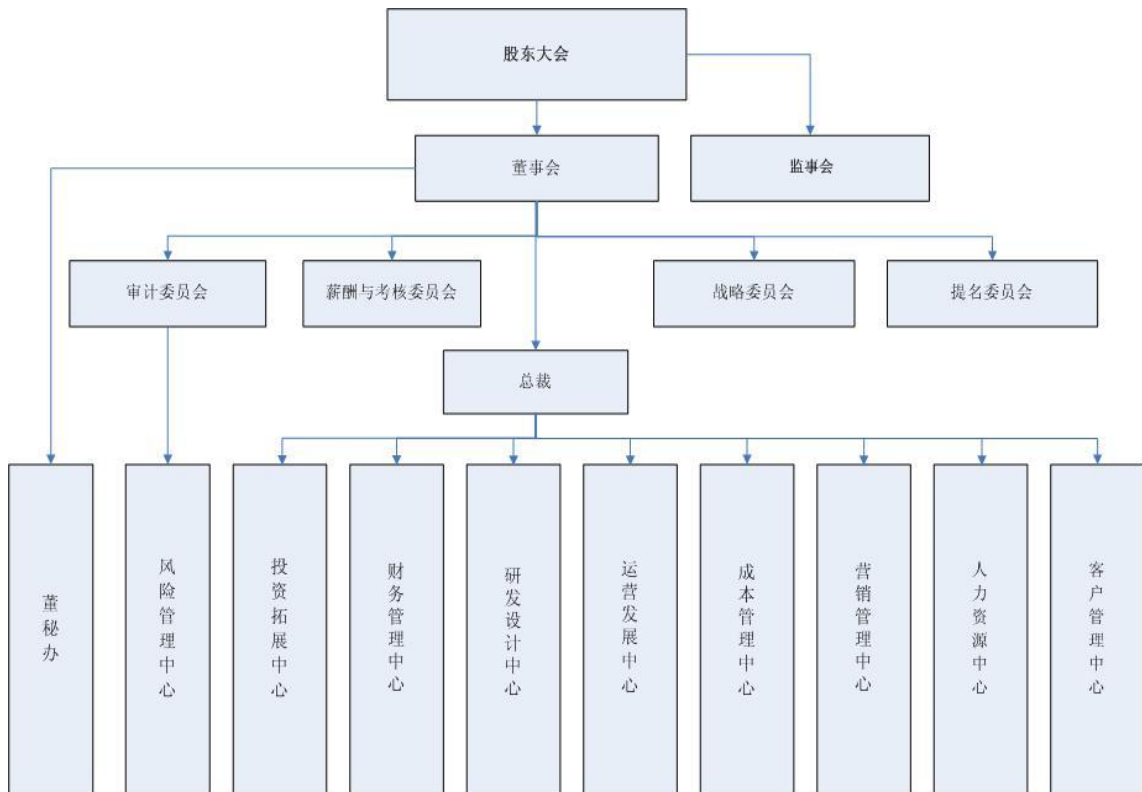 股东大会
董事会
监事会
审计委员会
薪酬与考核委员会
战略委员会
提名委员会
总裁
董秘办
风险管理中心
投资拓展中心
财务管理中心
研发设计中心
运营发展中心
成本管理中心
营销管理中心
人力资源中心
客户管理中心